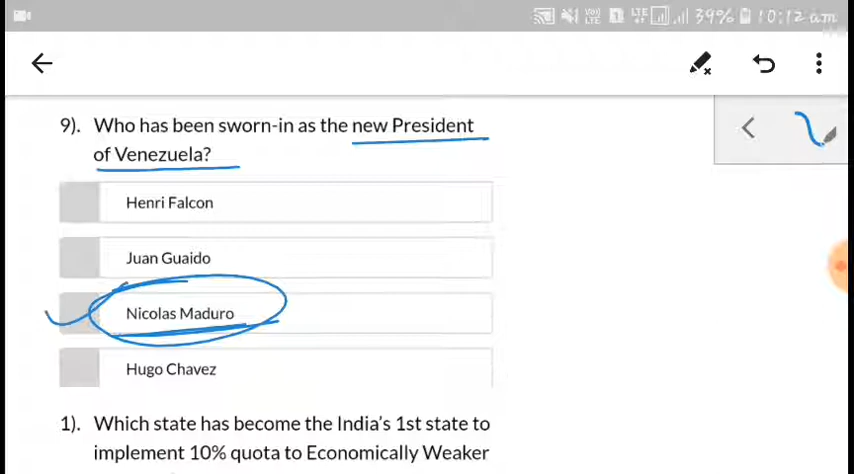 LTE 39% 10:12 am
9). Who has been sworn-in as the new President
of Venezuela?
Henri Falcon
Juan Guaido
Nicolas Maduro
Hugo Chavez
1). Which state has become the India's 1st state to
implement 10% quota to Economically Weaker